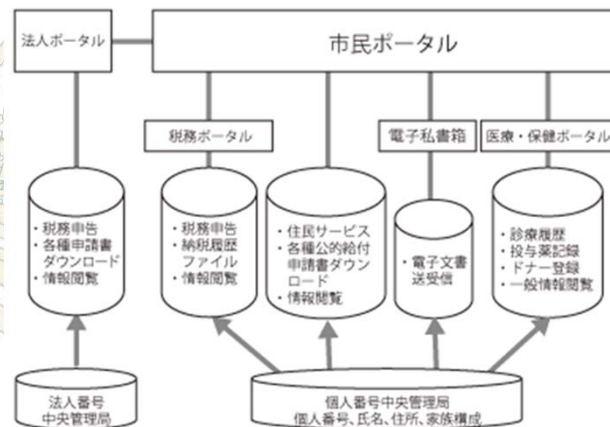 法人ポータル
市民ポータル
税務ポータル
電子私書箱
医療・保健ポータル
・税務申告
・各種申請書
ダウンロード
・情報閲覧
・税務申告
・納税履歴
ファイル
・情報閲覧
・住民サービス
・各種公的給付
申請書ダウン
ロード
・情報閲覧
・電子文書
送受信
・診療履歴
・投与薬記録
・ドナー登録
・一般情報閲覧
法人番号
中央管理局
個人番号中央管理局
個人番号、氏名、住所、家族構成